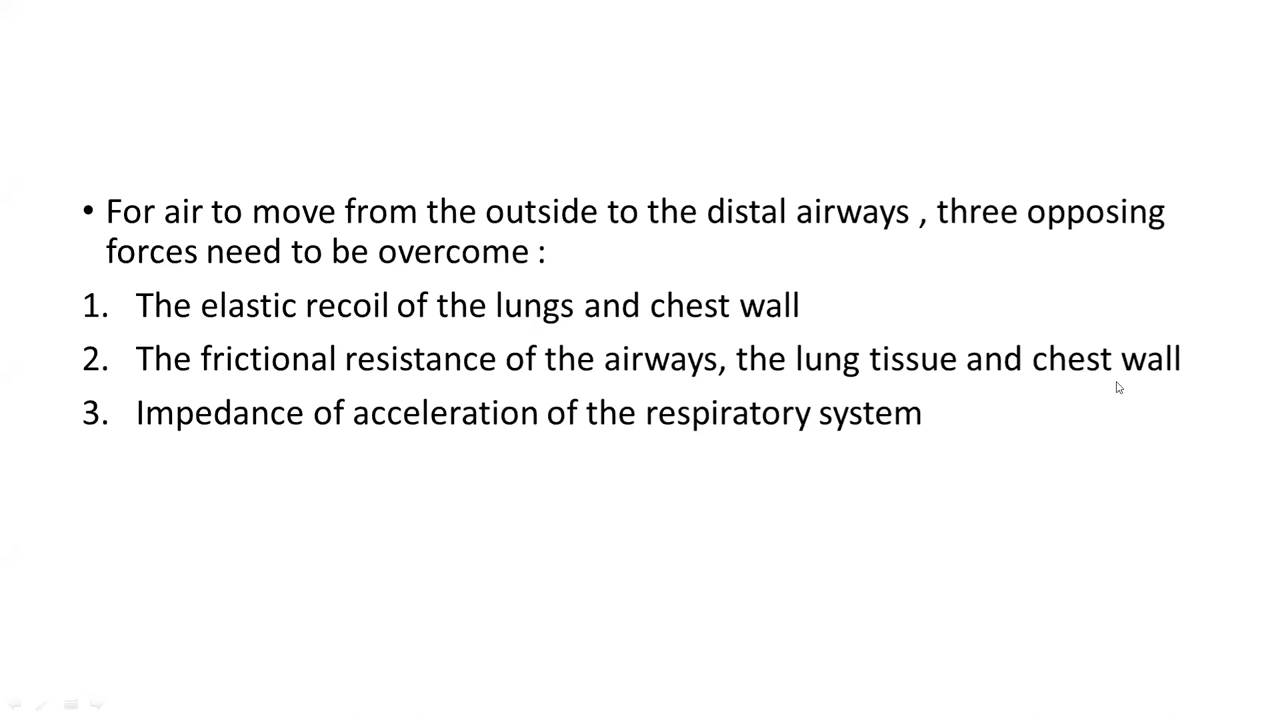 • For air to move from the outside to the distal airways , three opposing
forces need to be overcome :
1. The elastic recoil of the lungs and chest wall
2. The frictional resistance of the airways, the lung tissue and chest wall
3. Impedance of acceleration of the respiratory system